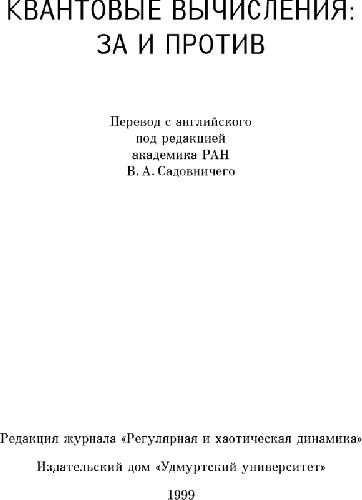 КВАНТОВЫЕ ВЫЧИСЛЕНИЯ:
ЗА И ПРОТИВ
Перевод с английского
под редакцией
академика РАН
В. А. Садовничего
Редакция журнала «Регулярная и хаотическая динамика»
Издательский дом «Удмуртский университет»
1999